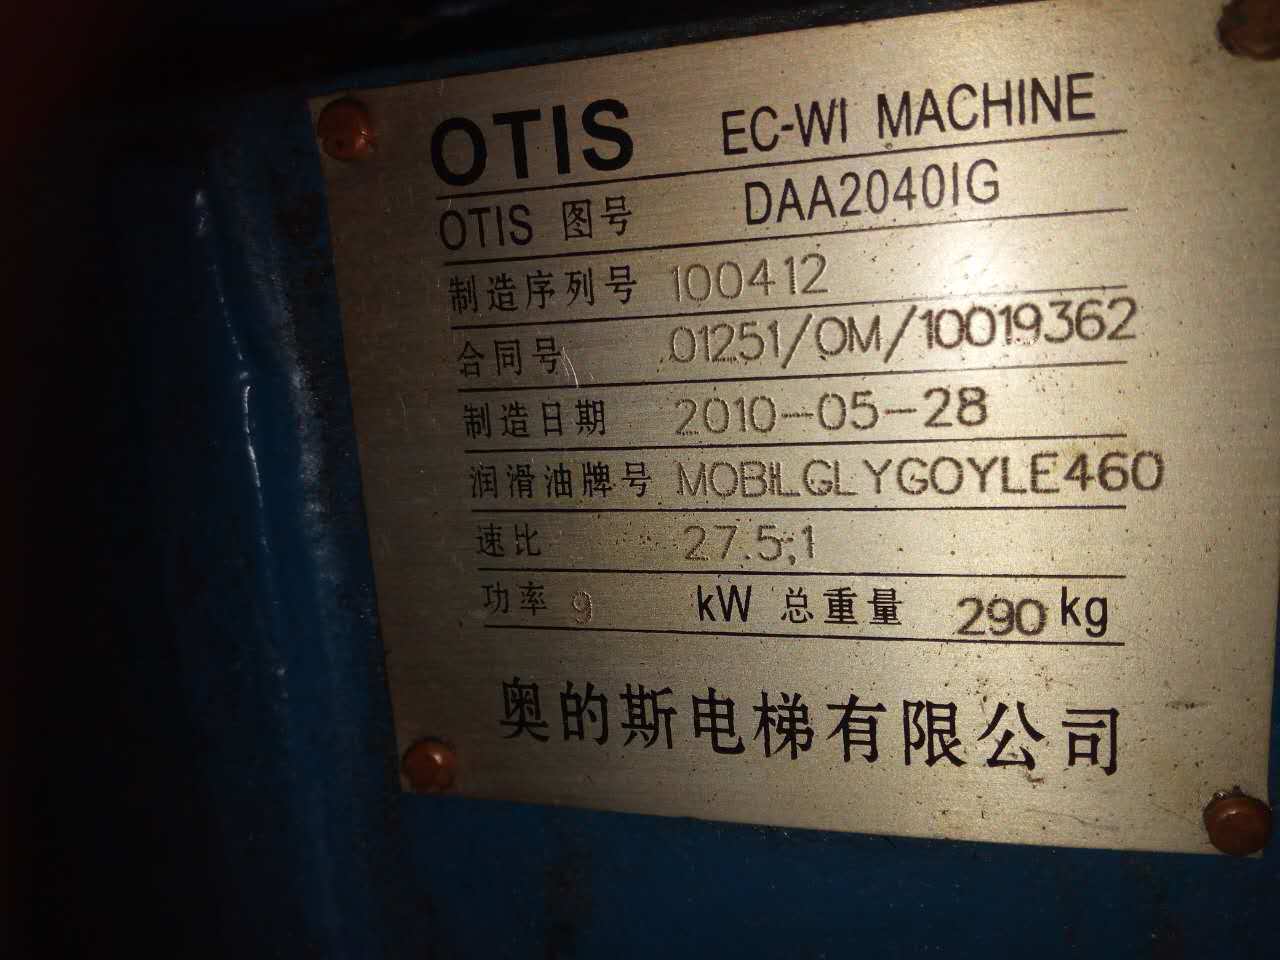 OTIS EC-WI MACHINE
OTIS 图号 DAA20401G
制造序列号 100412
合同号 01251/OM/10019362
制造日期 2010-05-28
润滑油牌号 MOBILGLYGOYLE460
速比 27.5;1
功率 9 kW 总重量 290 kg
奥的斯电梯有限公司